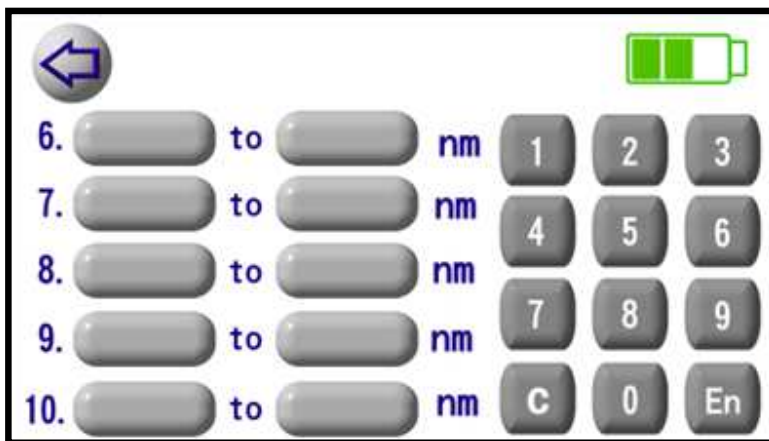 6. to nm 1 2 3
7. to nm 4 5 6
8. to nm 7 8 9
9. to nm
10. to nm C 0 En